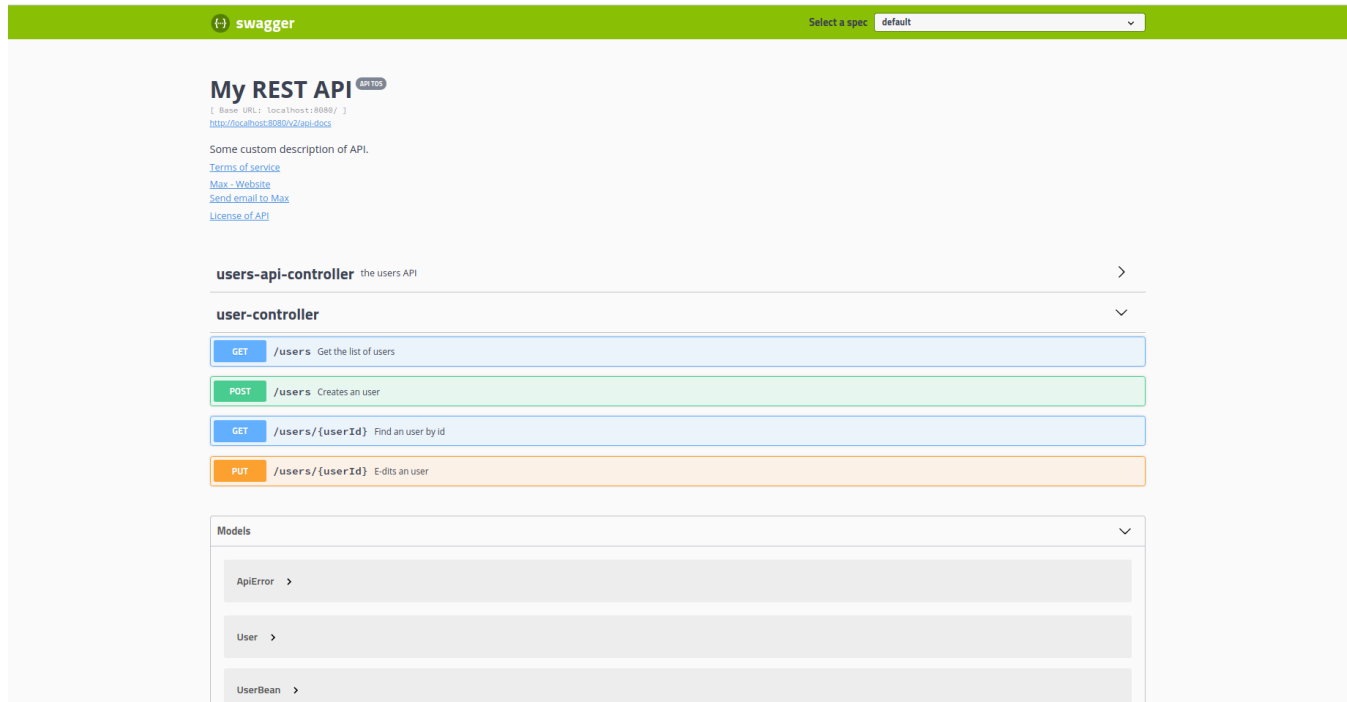 swagger Select a spec default
My REST API API TOS
[ Base URL: localhost:8080/ ]
http://localhost:8080/v2/api-docs
Some custom description of API.
Terms of service
Max - Website
Send email to Max
License of API
users-api-controller the users API
user-controller
GET /users Get the list of users
POST /users Creates an user
GET /users/{userId} Find an user by id
PUT /users/{userId} E-dits an user
Models
ApiError
User
UserBean